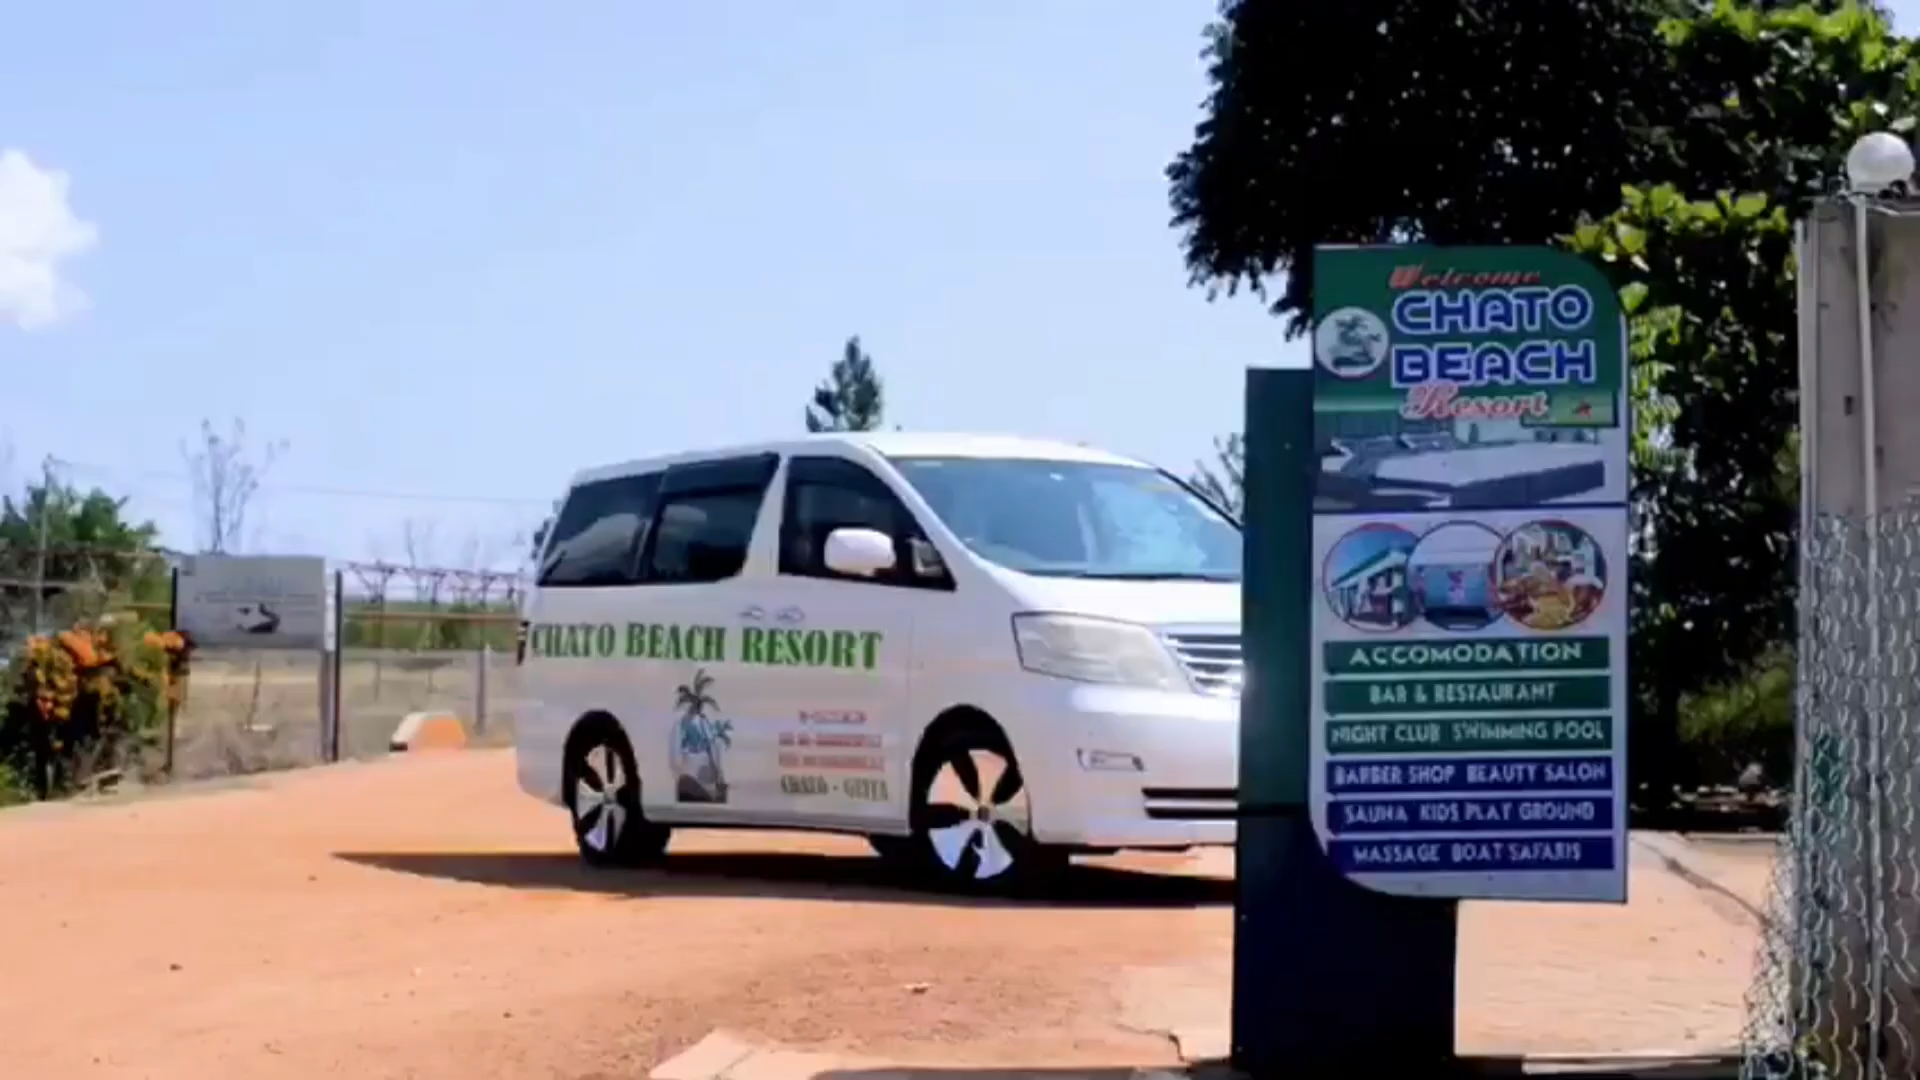 Welcome
CHATO
BEACH
Resort
ACCOMODATION
BAR & RESTAURANT
NIGHT CLUB SWIMMING POOL
BARBER SHOP BEAUTY SALON
SAUNA KIDS PLAY GROUND
MASSAGE BOAT SAFARIS
CHATO BEACH RESORT
CHATO - GEITA